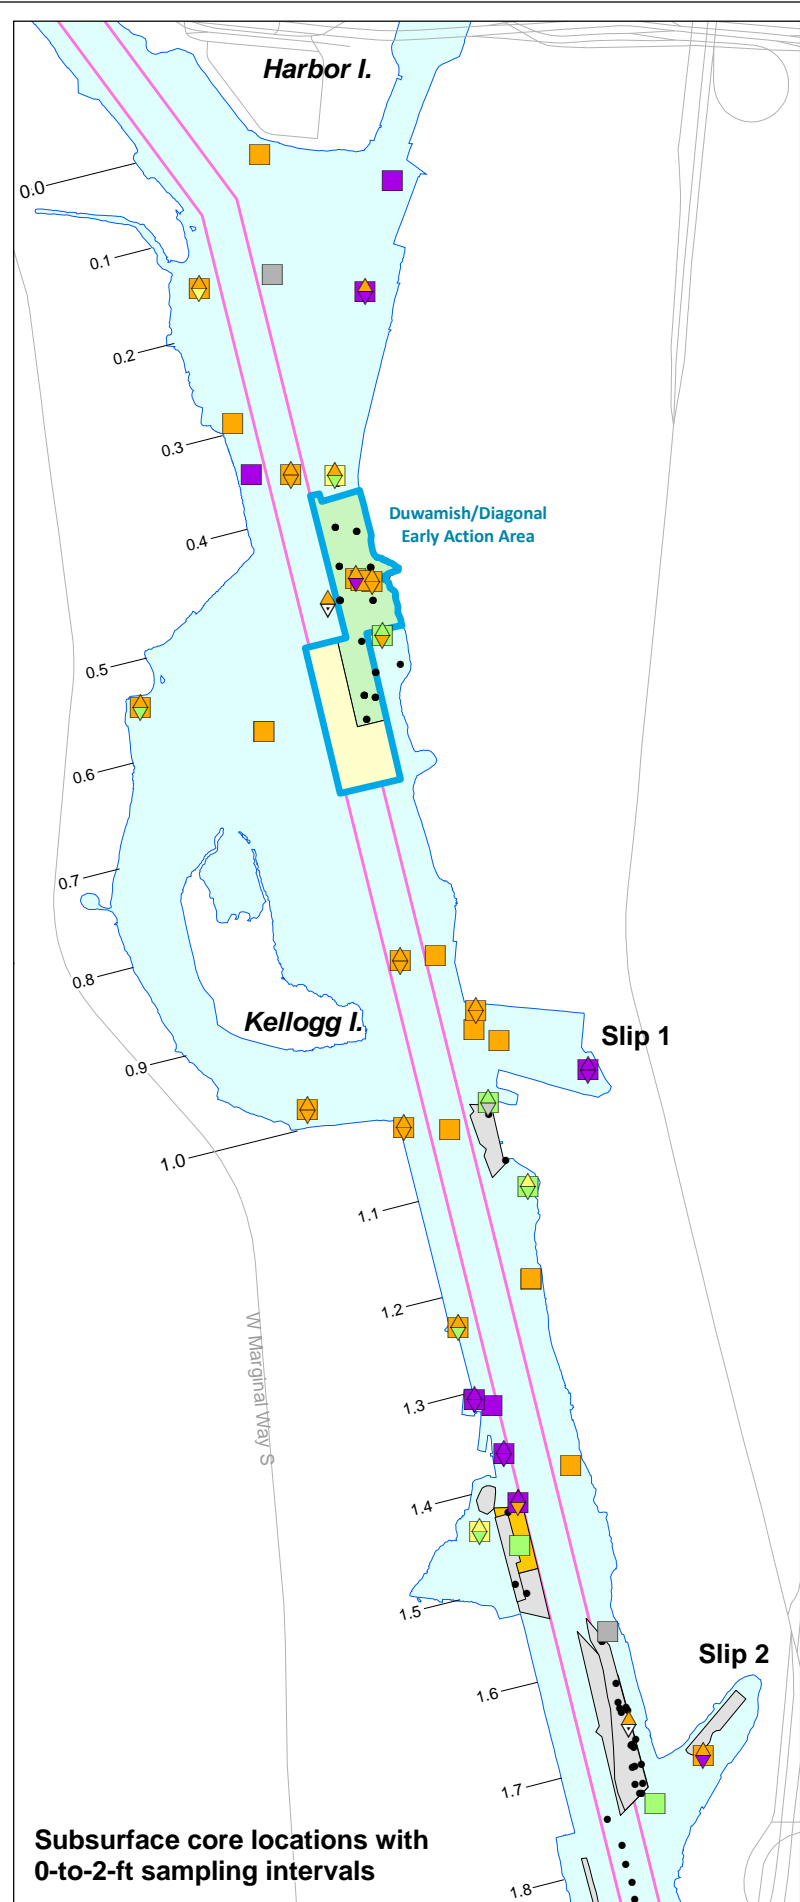 Harbor I.
0.0
0.1
0.2
0.3
0.4
Duwamish/Diagonal
Early Action Area
0.5
0.6
0.7
0.8
Kellogg I.
Slip 1
0.9
1.0
1.1
1.2
W Marginal Way S
1.3
1.4
1.5
Slip 2
1.6
1.7
Subsurface core locations with
0-to-2-ft sampling intervals
1.8